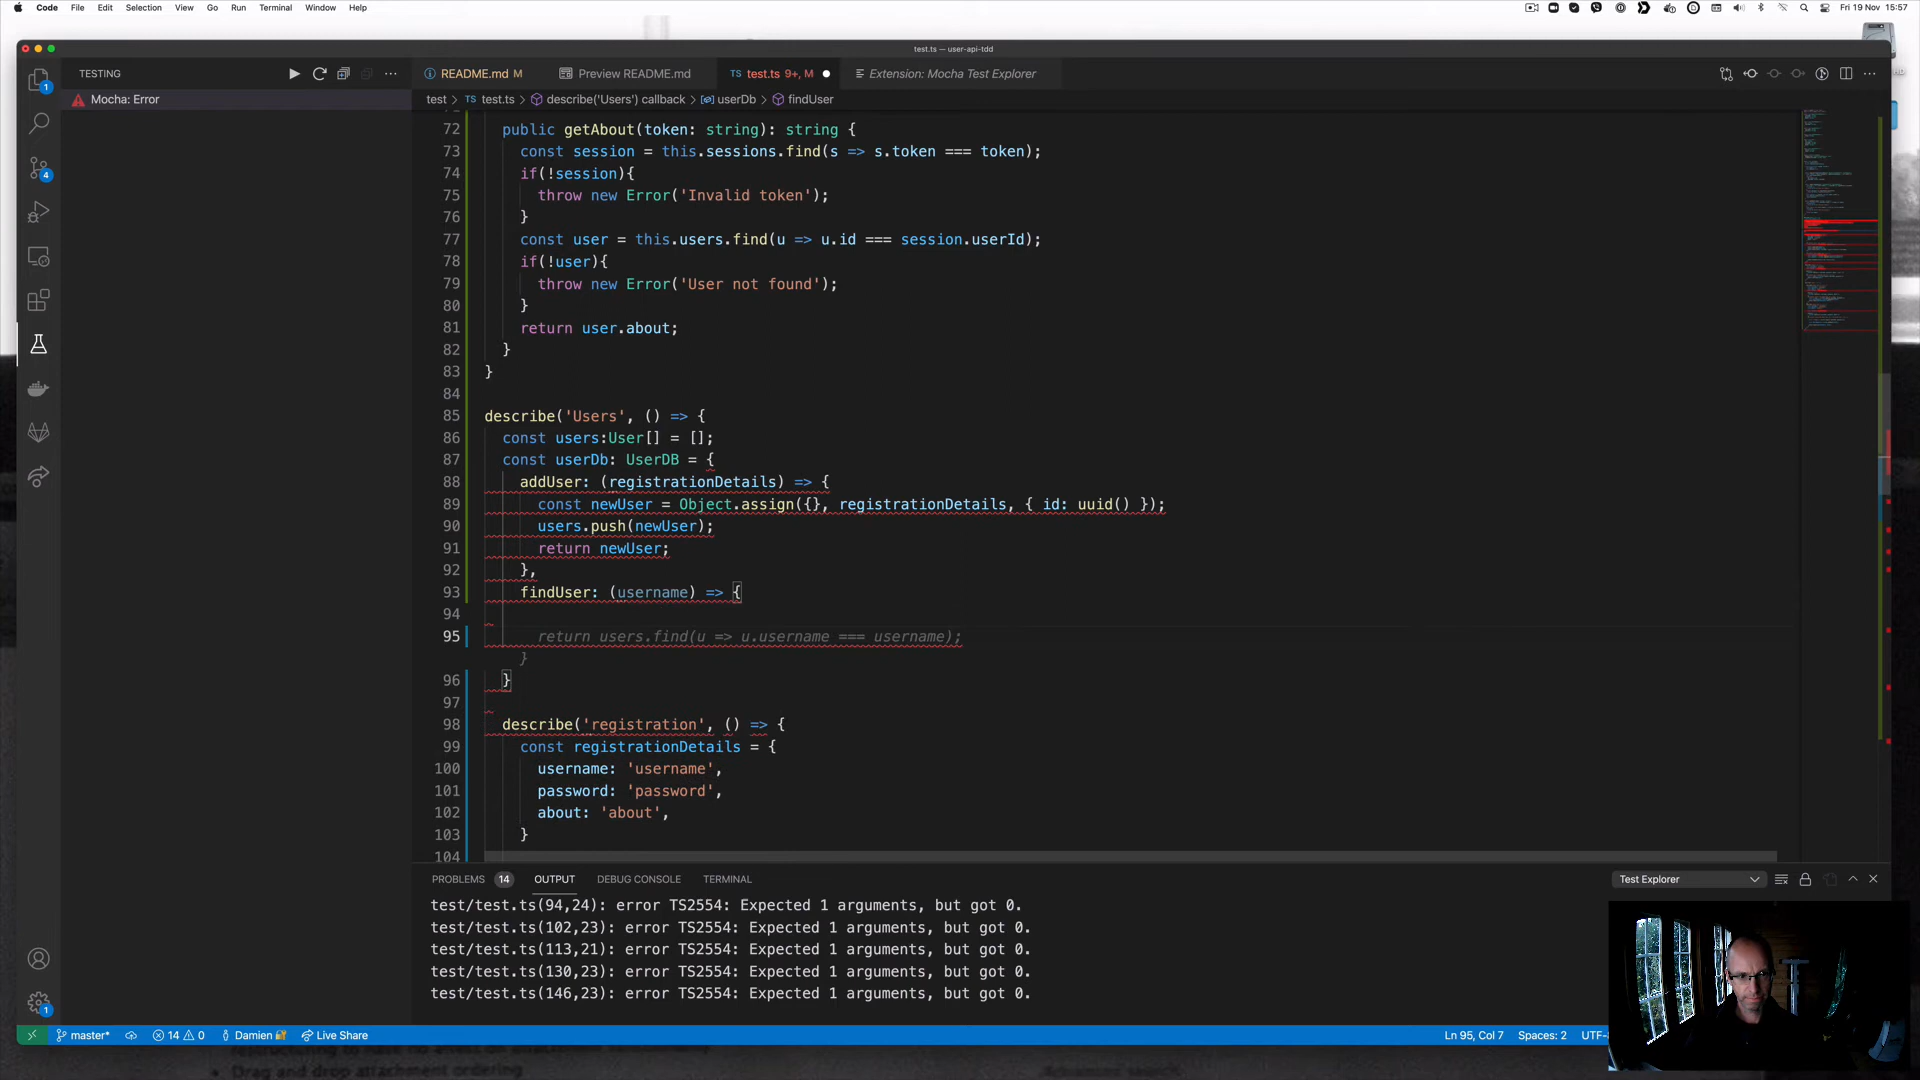 Code File Edit Selection View Go Run Terminal Window Help
Fri 19 Nov 15:57
test.ts — user-api-tdd
TESTING
README.md M
Preview README.md
TS test.ts 9+, M
Extension: Mocha Test Explorer
Mocha: Error
test > TS test.ts > describe('Users') callback > userDb > findUser
72 public getAbout(token: string): string {
73 const session = this.sessions.find(s => s.token === token);
74 if(!session){
75 throw new Error('Invalid token');
76 }
77 const user = this.users.find(u => u.id === session.userId);
78 if(!user){
79 throw new Error('User not found');
80 }
81 return user.about;
82 }
83 }
84
85 describe('Users', () => {
86 const users:User[] = [];
87 const userDb: UserDB = {
88 addUser: (registrationDetails) => {
89 const newUser = Object.assign({}, registrationDetails, { id: uuid() });
90 users.push(newUser);
91 return newUser;
92 },
93 findUser: (username) => {
94
95 return users.find(u => u.username === username);
}
96 }
97
98 describe('registration', () => {
99 const registrationDetails = {
100 username: 'username',
101 password: 'password',
102 about: 'about',
103 }
104
PROBLEMS 14 OUTPUT DEBUG CONSOLE TERMINAL
Test Explorer
test/test.ts(94,24): error TS2554: Expected 1 arguments, but got 0.
test/test.ts(102,23): error TS2554: Expected 1 arguments, but got 0.
test/test.ts(113,21): error TS2554: Expected 1 arguments, but got 0.
test/test.ts(130,23): error TS2554: Expected 1 arguments, but got 0.
test/test.ts(146,23): error TS2554: Expected 1 arguments, but got 0.
master* 14 0 Damien Live Share
Ln 95, Col 7 Spaces: 2 UTF-
Drag and drop attachment ordering